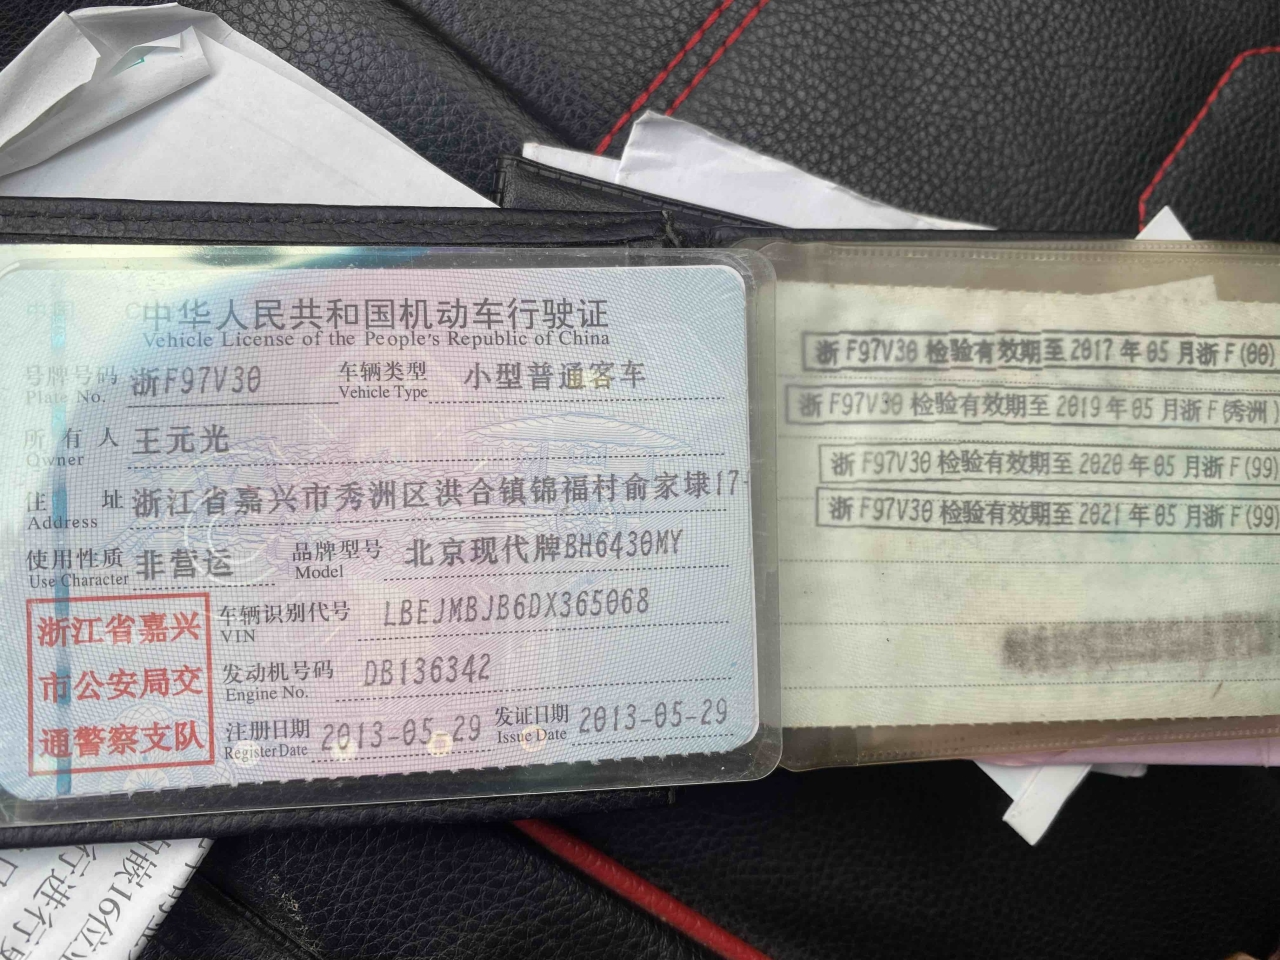 中华人民共和国机动车行驶证
Vehicle License of the People's Republic of China
号牌号码 浙F97V30 车辆类型 小型普通客车
Plate No. Vehicle Type
所有人 王元光
Owner
住址 浙江省嘉兴市秀洲区洪合镇锦福村俞家埭17-
Address
使用性质 非营运 品牌型号 北京现代牌BH6430MY
Use Character Model
车辆识别代号 LBEJMBJB6DX365068
VIN
发动机号码 DB136342
Engine No.
注册日期 2013-05-29 发证日期 2013-05-29
Register Date Issue Date
浙江省嘉兴
市公安局交
通警察支队
浙F97V30检验有效期至2017年05月浙F(00)
浙F97V30检验有效期至2019年05月浙F(秀洲)
浙F97V30检验有效期至2020年05月浙F(99)
浙F97V30检验有效期至2021年05月浙F(99)